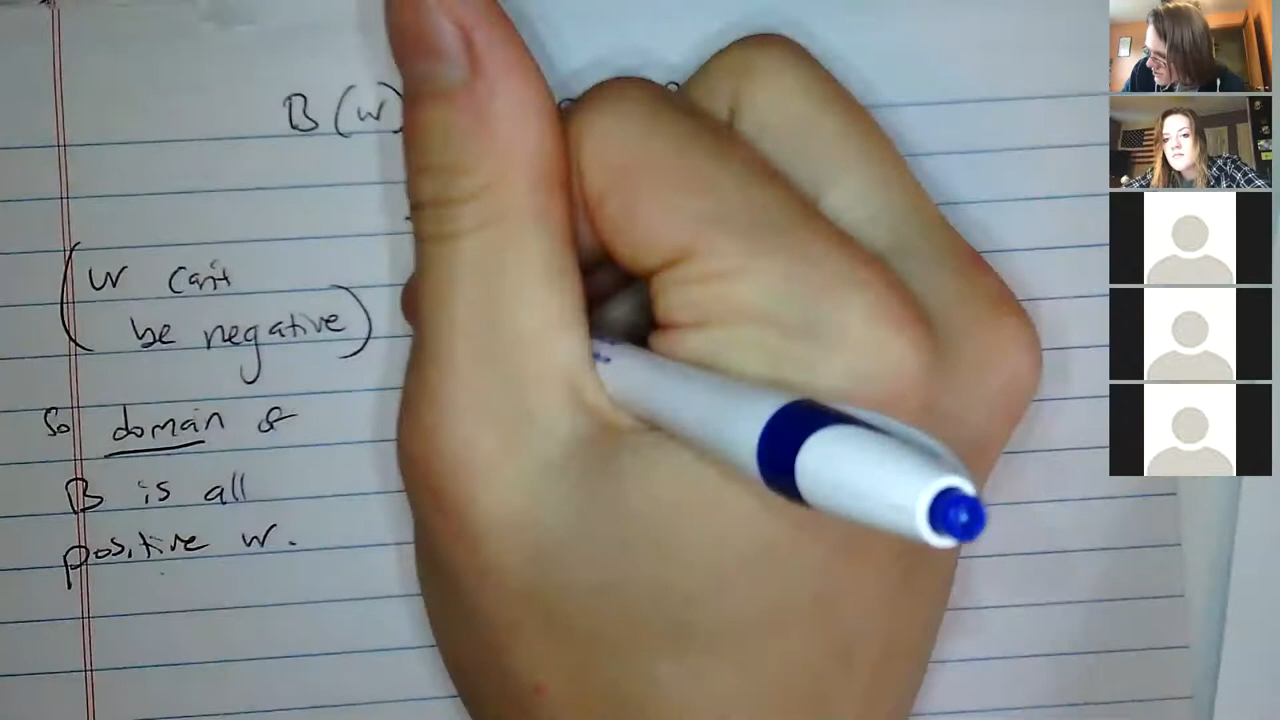 B (w)
(w can't
be negative)
So domain of
B is all
positive w.